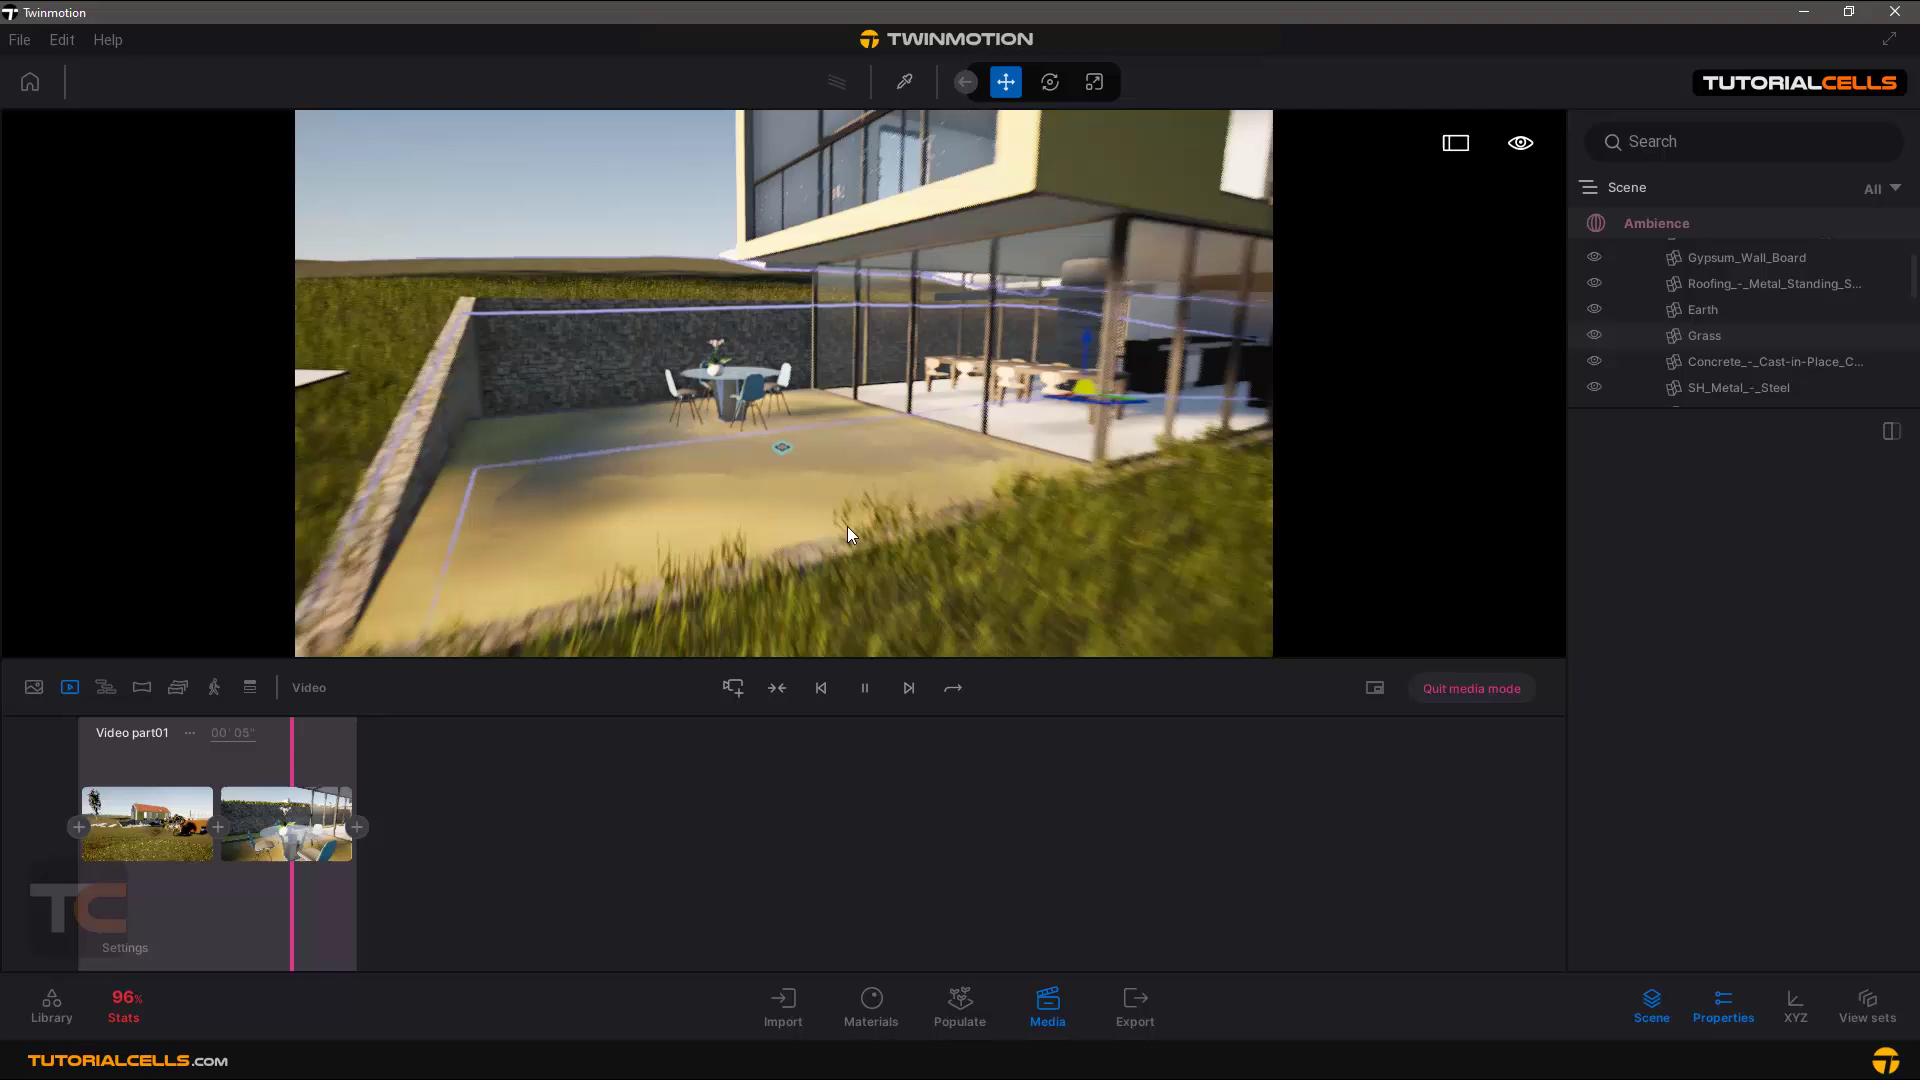 Twinmotion
File Edit Help
TWINMOTION
TUTORIALCELLS
Search
Scene
All
Ambience
Gypsum_Wall_Board
Roofing_-_Metal_Standing_S...
Earth
Grass
Concrete_-_Cast-in-Place_C...
SH_Metal_-_Steel
Video
Quit media mode
Video part01 ... 00' 05"
TC
Settings
Library
96%
Stats
Import
Materials
Populate
Media
Export
Scene
Properties
XYZ
View sets
TUTORIALCELLS.COM